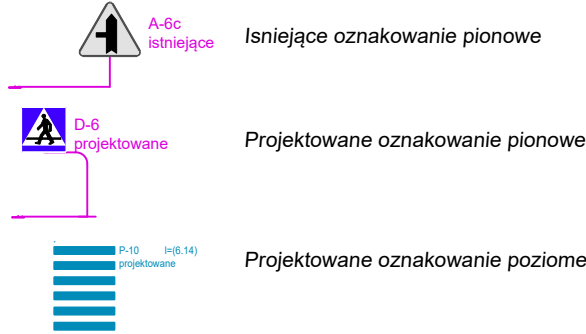 A-6c
istniejące
Isniejące oznakowanie pionowe
D-6
projektowane
Projektowane oznakowanie pionowe
P-10 l=(6.14)
projektowane
Projektowane oznakowanie poziome